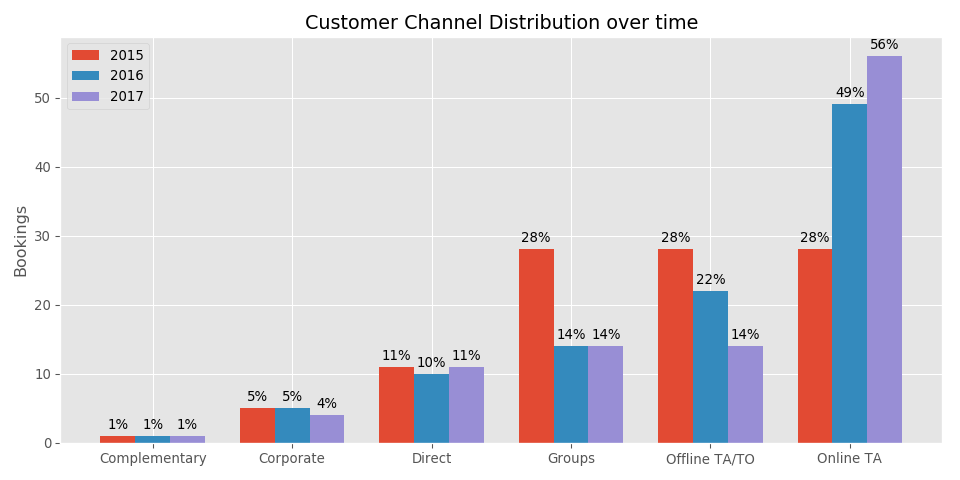 Customer Channel Distribution over time
2015
2016
2017
Bookings
50
40
30
20
10
0
1% 1% 1%
5% 5% 4%
11% 10% 11%
28% 14% 14%
28% 22% 14%
28% 49% 56%
Complementary Corporate Direct Groups Offline TA/TO Online TA